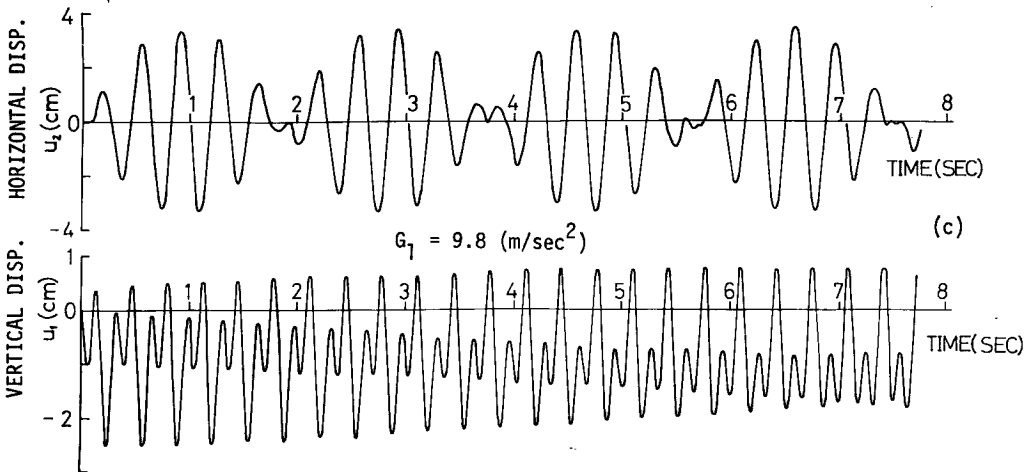 HORIZONTAL DISP.
u₂(cm)
4
0
-4
1 2 3 4 5 6 7 8
TIME(SEC)
(c)
G₁ = 9.8 (m/sec²)
VERTICAL DISP.
u₁(cm)
1
0
-2
1 2 3 4 5 6 7 8
TIME(SEC)